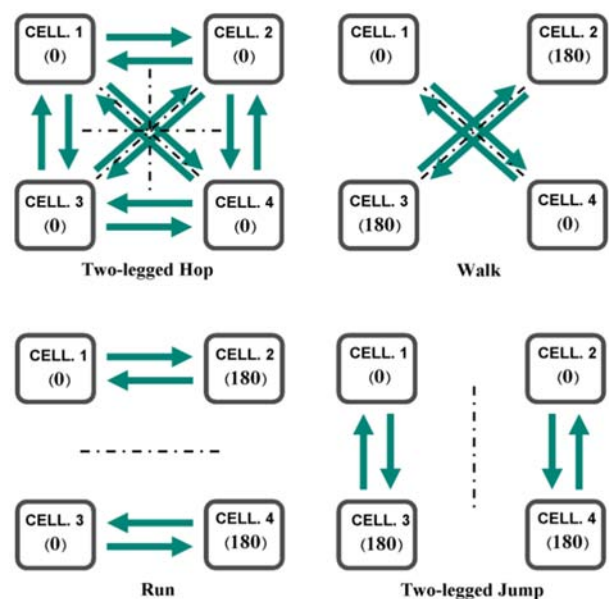 CELL. 1
(0)
CELL. 2
(0)
CELL. 3
(0)
CELL. 4
(0)
Two-legged Hop
CELL. 1
(0)
CELL. 2
(180)
CELL. 3
(180)
CELL. 4
(0)
Walk
CELL. 1
(0)
CELL. 2
(180)
CELL. 3
(0)
CELL. 4
(180)
Run
CELL. 1
(0)
CELL. 2
(0)
CELL. 3
(180)
CELL. 4
(180)
Two-legged Jump